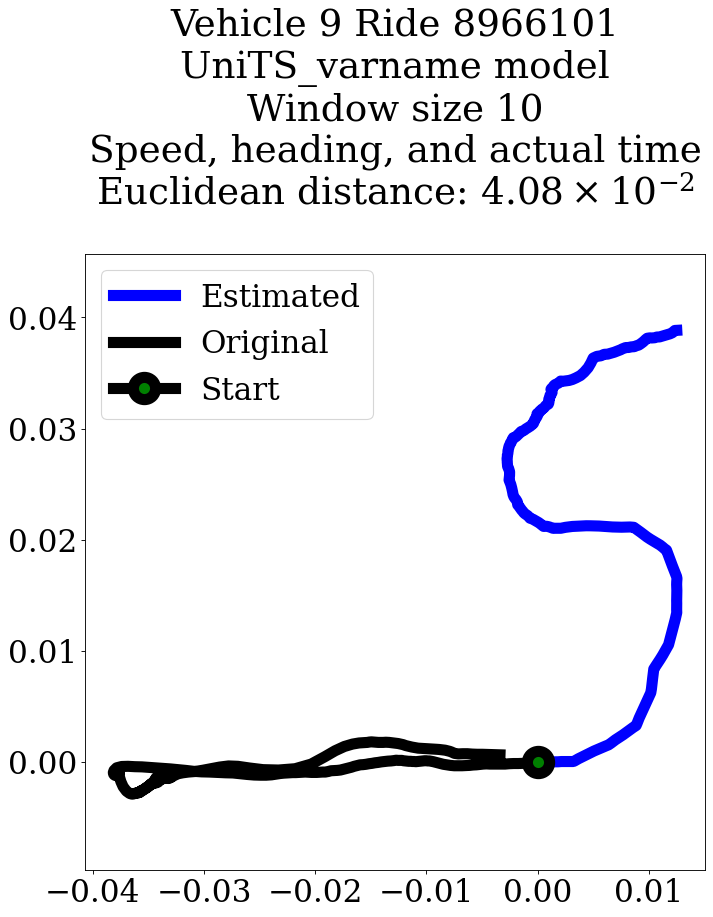 Vehicle 9 Ride 8966101
UniTS_varname model
Window size 10
Speed, heading, and actual time
Euclidean distance: 4.08 × 10⁻²
Estimated
Original
Start
0.04
0.03
0.02
0.01
0.00
−0.04 −0.03 −0.02 −0.01 0.00 0.01